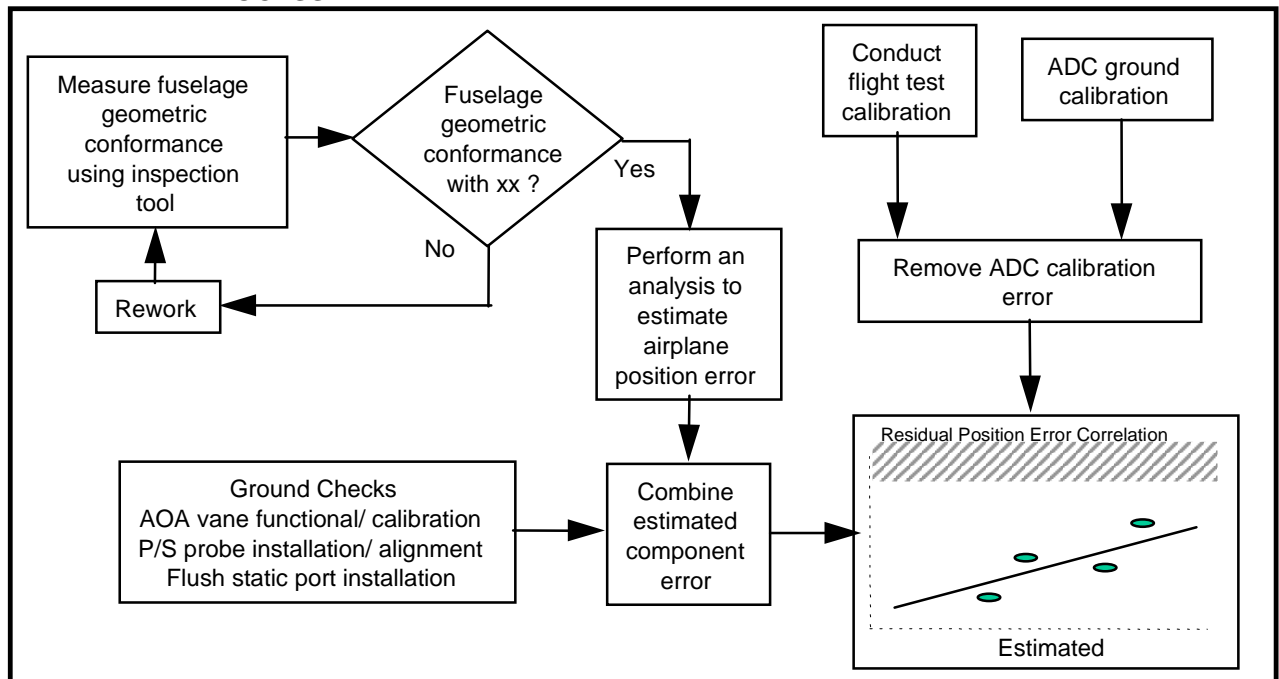 Measure fuselage
geometric
conformance
using inspection
tool
Fuselage
geometric
conformance
with xx ?
Yes
No
Rework
Perform an
analysis to
estimate
airplane
position error
Conduct
flight test
calibration
ADC ground
calibration
Remove ADC calibration
error
Ground Checks
AOA vane functional/ calibration
P/S probe installation/ alignment
Flush static port installation
Combine
estimated
component
error
Residual Position Error Correlation
Estimated